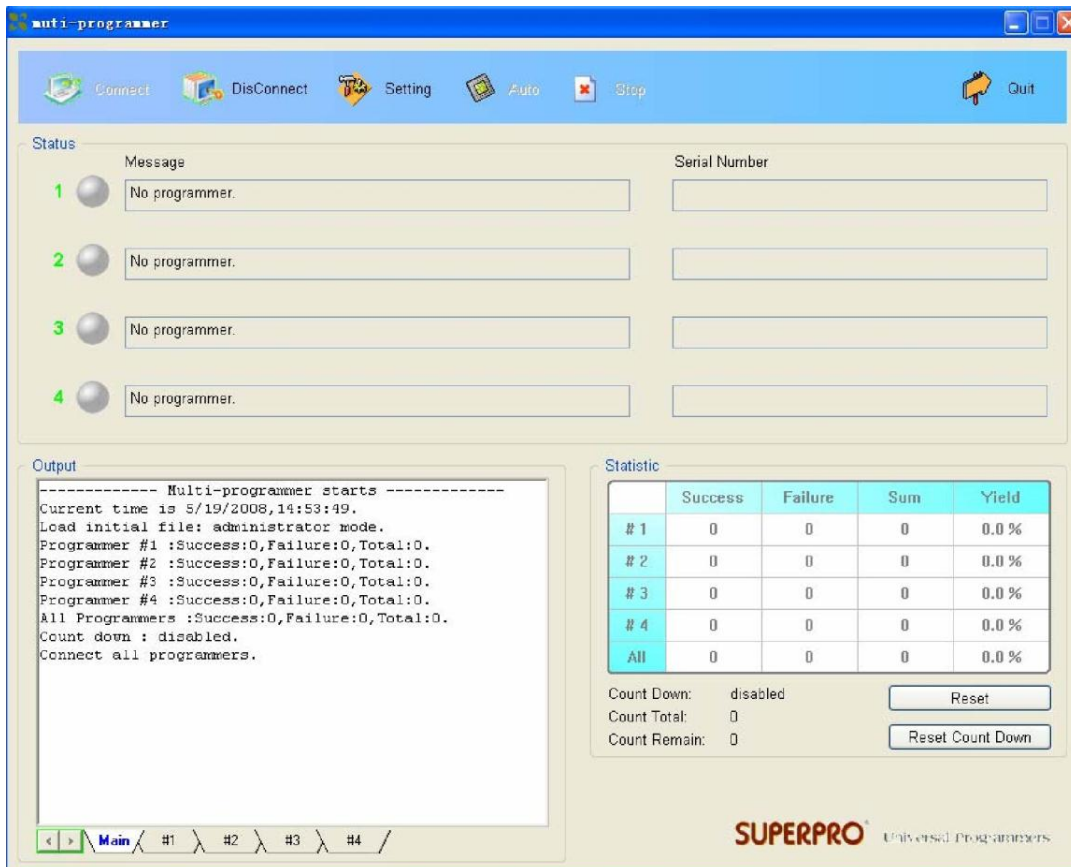 muti-programmer
Connect DisConnect Setting Auto Stop Quit
Status
Message Serial Number
1 No programmer.
2 No programmer.
3 No programmer.
4 No programmer.
Output
------------- Multi-programmer starts -------------
Current time is 5/19/2008,14:53:49.
Load initial file: administrator mode.
Programmer #1 :Success:0,Failure:0,Total:0.
Programmer #2 :Success:0,Failure:0,Total:0.
Programmer #3 :Success:0,Failure:0,Total:0.
Programmer #4 :Success:0,Failure:0,Total:0.
All Programmers :Success:0,Failure:0,Total:0.
Count down : disabled.
Connect all programmers.
Main #1 #2 #3 #4
Statistic
Success Failure Sum Yield
# 1 0 0 0 0.0 %
# 2 0 0 0 0.0 %
# 3 0 0 0 0.0 %
# 4 0 0 0 0.0 %
All 0 0 0 0.0 %
Count Down: disabled
Count Total: 0
Count Remain: 0
Reset
Reset Count Down
SUPERPRO® Universal Programmers